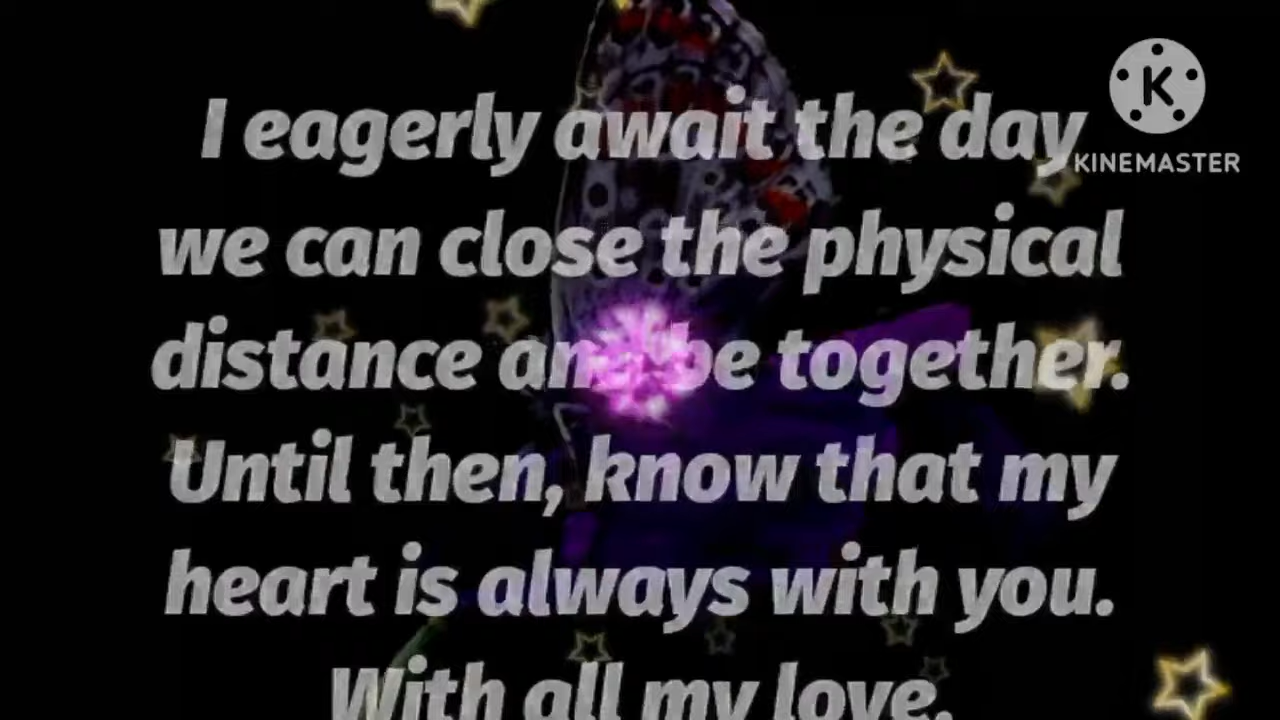 I eagerly await the day
KINEMASTER
we can close the physical
distance and be together.
Until then, know that my
heart is always with you.
With all my love,